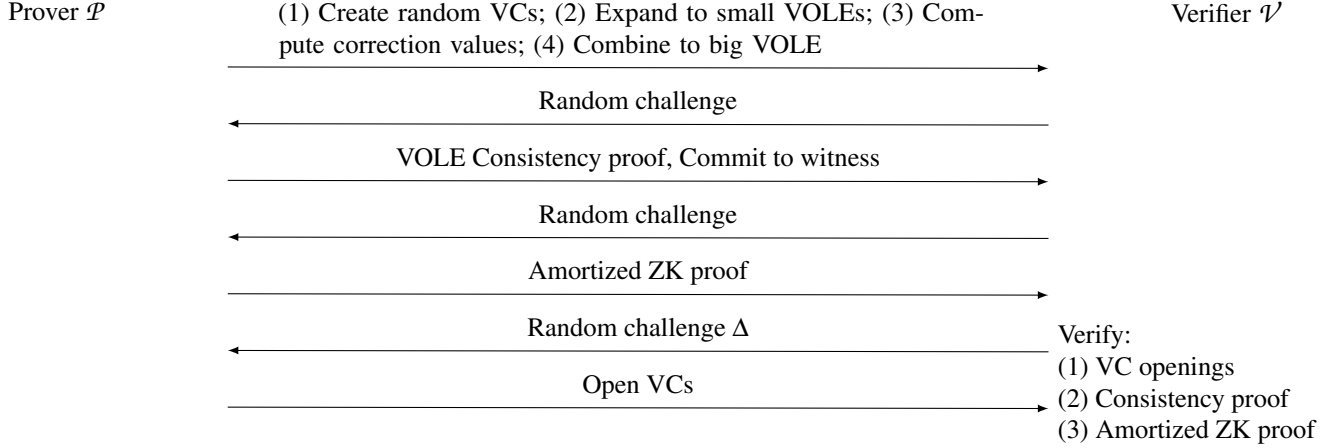 Prover 𝒫
(1) Create random VCs; (2) Expand to small VOLEs; (3) Com-
pute correction values; (4) Combine to big VOLE
Verifier 𝒱
Random challenge
VOLE Consistency proof, Commit to witness
Random challenge
Amortized ZK proof
Random challenge Δ
Open VCs
Verify:
(1) VC openings
(2) Consistency proof
(3) Amortized ZK proof